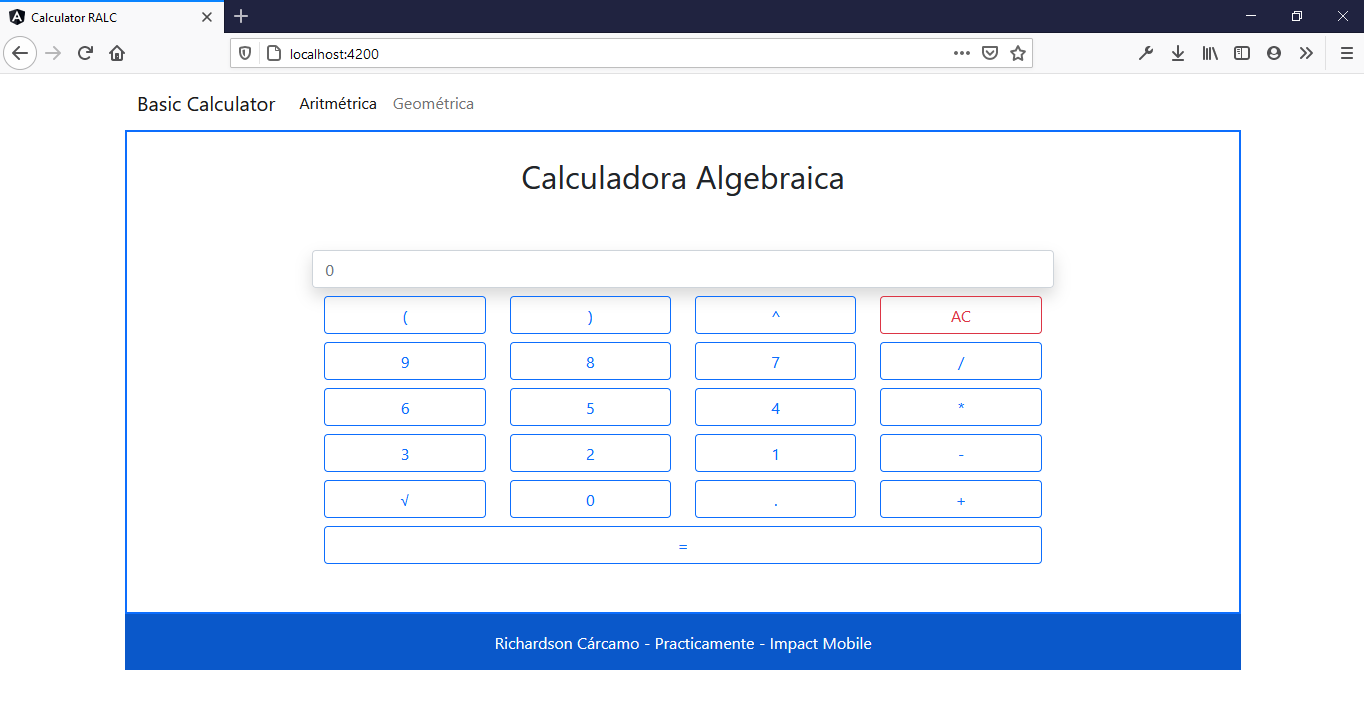 Calculator RALC
localhost:4200
Basic Calculator Aritmétrica Geométrica
Calculadora Algebraica
0
( ) ^ AC
9 8 7 /
6 5 4 *
3 2 1 -
√ 0 . +
=
Richardson Cárcamo - Practicamente - Impact Mobile